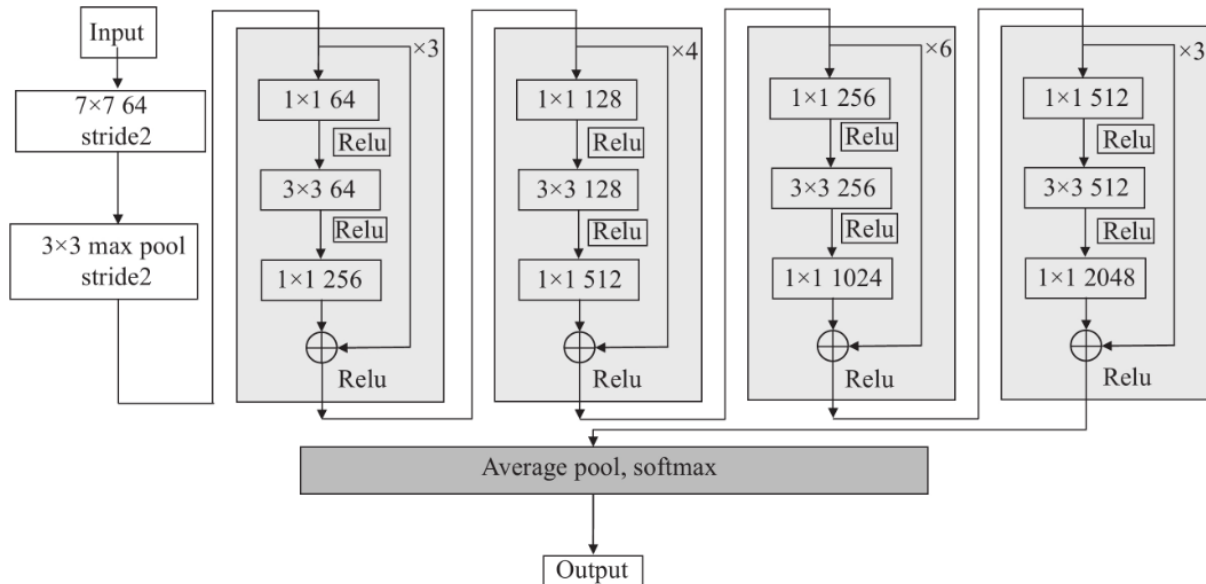 Input
7×7 64
stride2
3×3 max pool
stride2
×3
1×1 64
Relu
3×3 64
Relu
1×1 256
Relu
×4
1×1 128
Relu
3×3 128
Relu
1×1 512
Relu
×6
1×1 256
Relu
3×3 256
Relu
1×1 1024
Relu
×3
1×1 512
Relu
3×3 512
Relu
1×1 2048
Relu
Average pool, softmax
Output